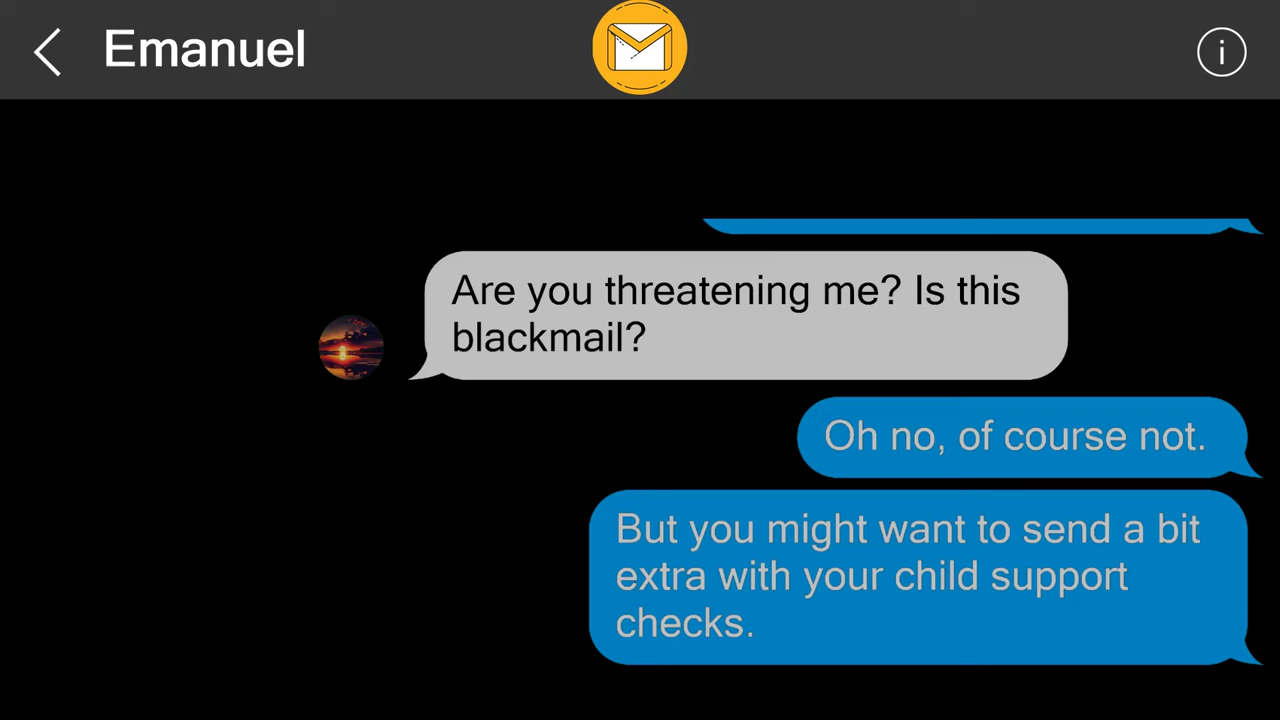 Emanuel
i
Are you threatening me? Is this
blackmail?
Oh no, of course not.
But you might want to send a bit
extra with your child support
checks.